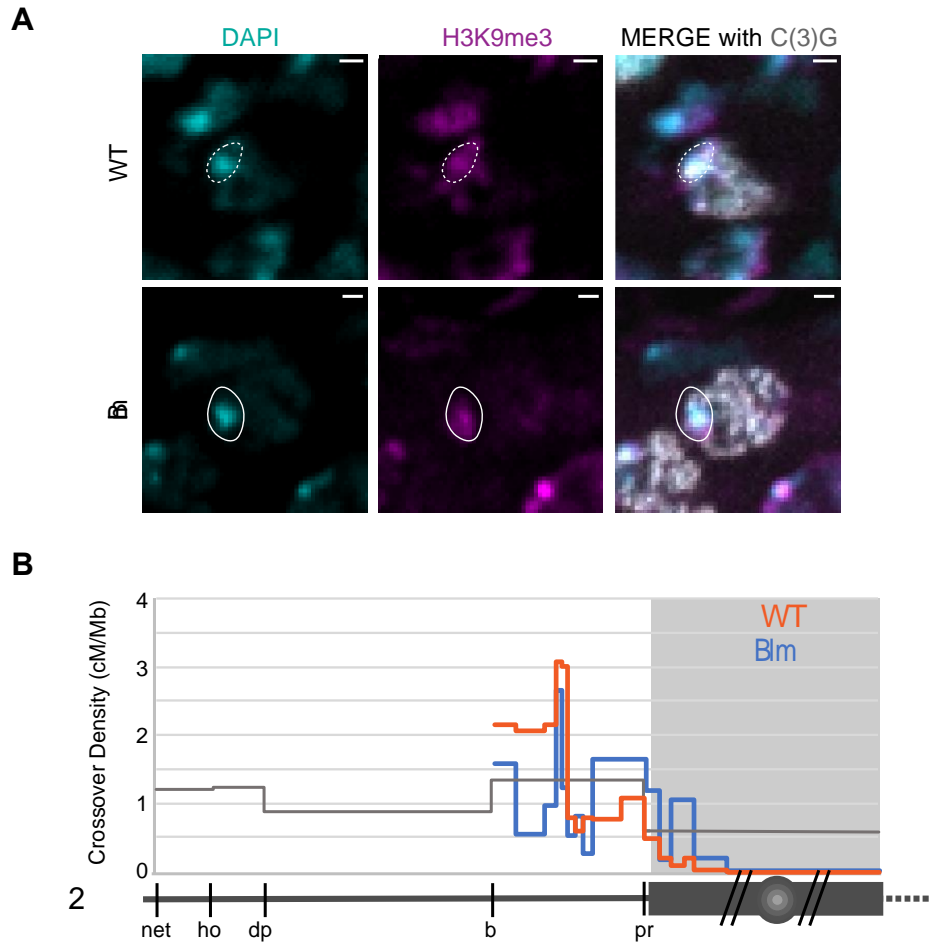 A
DAPI
H3K9me3
MERGE with C(3)G
WT
Blm
B
Crossover Density (cM/Mb)
4
3
2
1
0
WT
Blm
2
net
ho
dp
b
pr